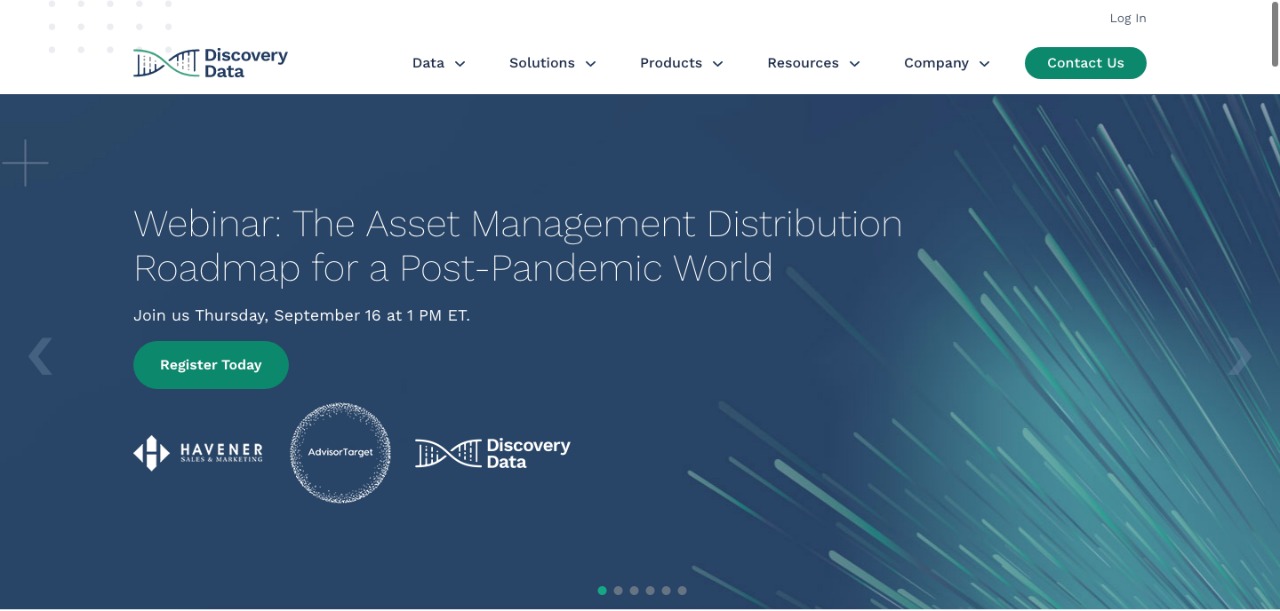 Log In
Discovery
Data
Data
Solutions
Products
Resources
Company
Contact Us
Webinar: The Asset Management Distribution
Roadmap for a Post-Pandemic World
Join us Thursday, September 16 at 1 PM ET.
Register Today
HAVENER
SALES & MARKETING
AdvisorTarget
Discovery
Data